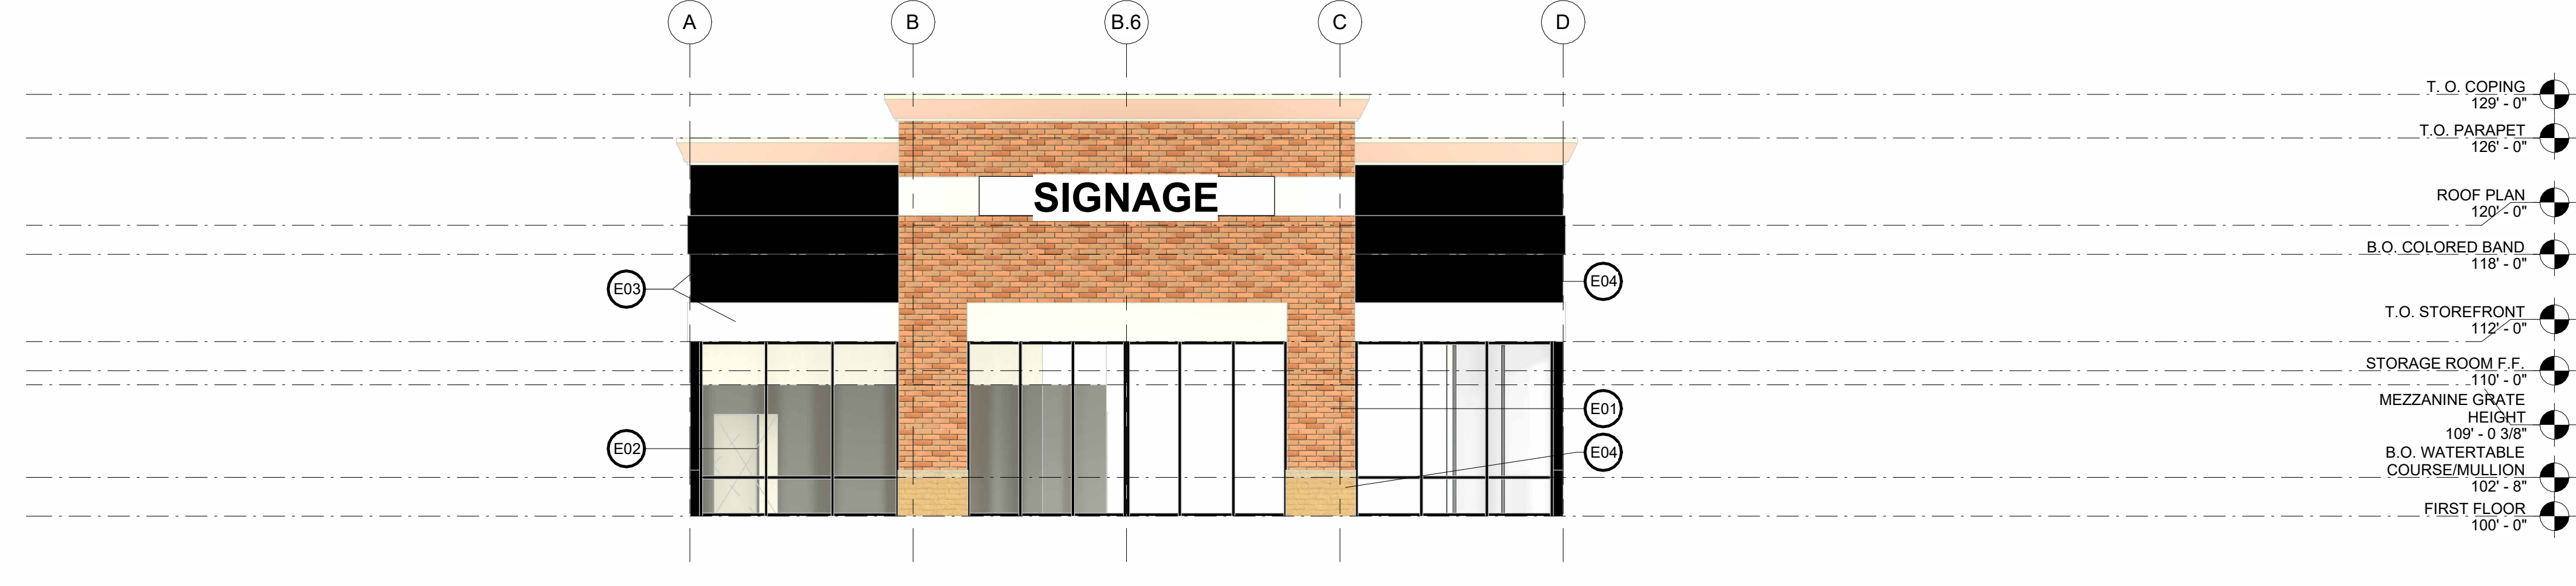 A
B
B.6
C
D
T. O. COPING
129' - 0"
T.O. PARAPET
126' - 0"
SIGNAGE
ROOF PLAN
120' - 0"
B.O. COLORED BAND
118' - 0"
E03
E04
T.O. STOREFRONT
112' - 0"
STORAGE ROOM F.F.
110' - 0"
E01
MEZZANINE GRATE
HEIGHT
109' - 0 3/8"
E02
E04
B.O. WATERTABLE
COURSE/MULLION
102' - 8"
FIRST FLOOR
100' - 0"